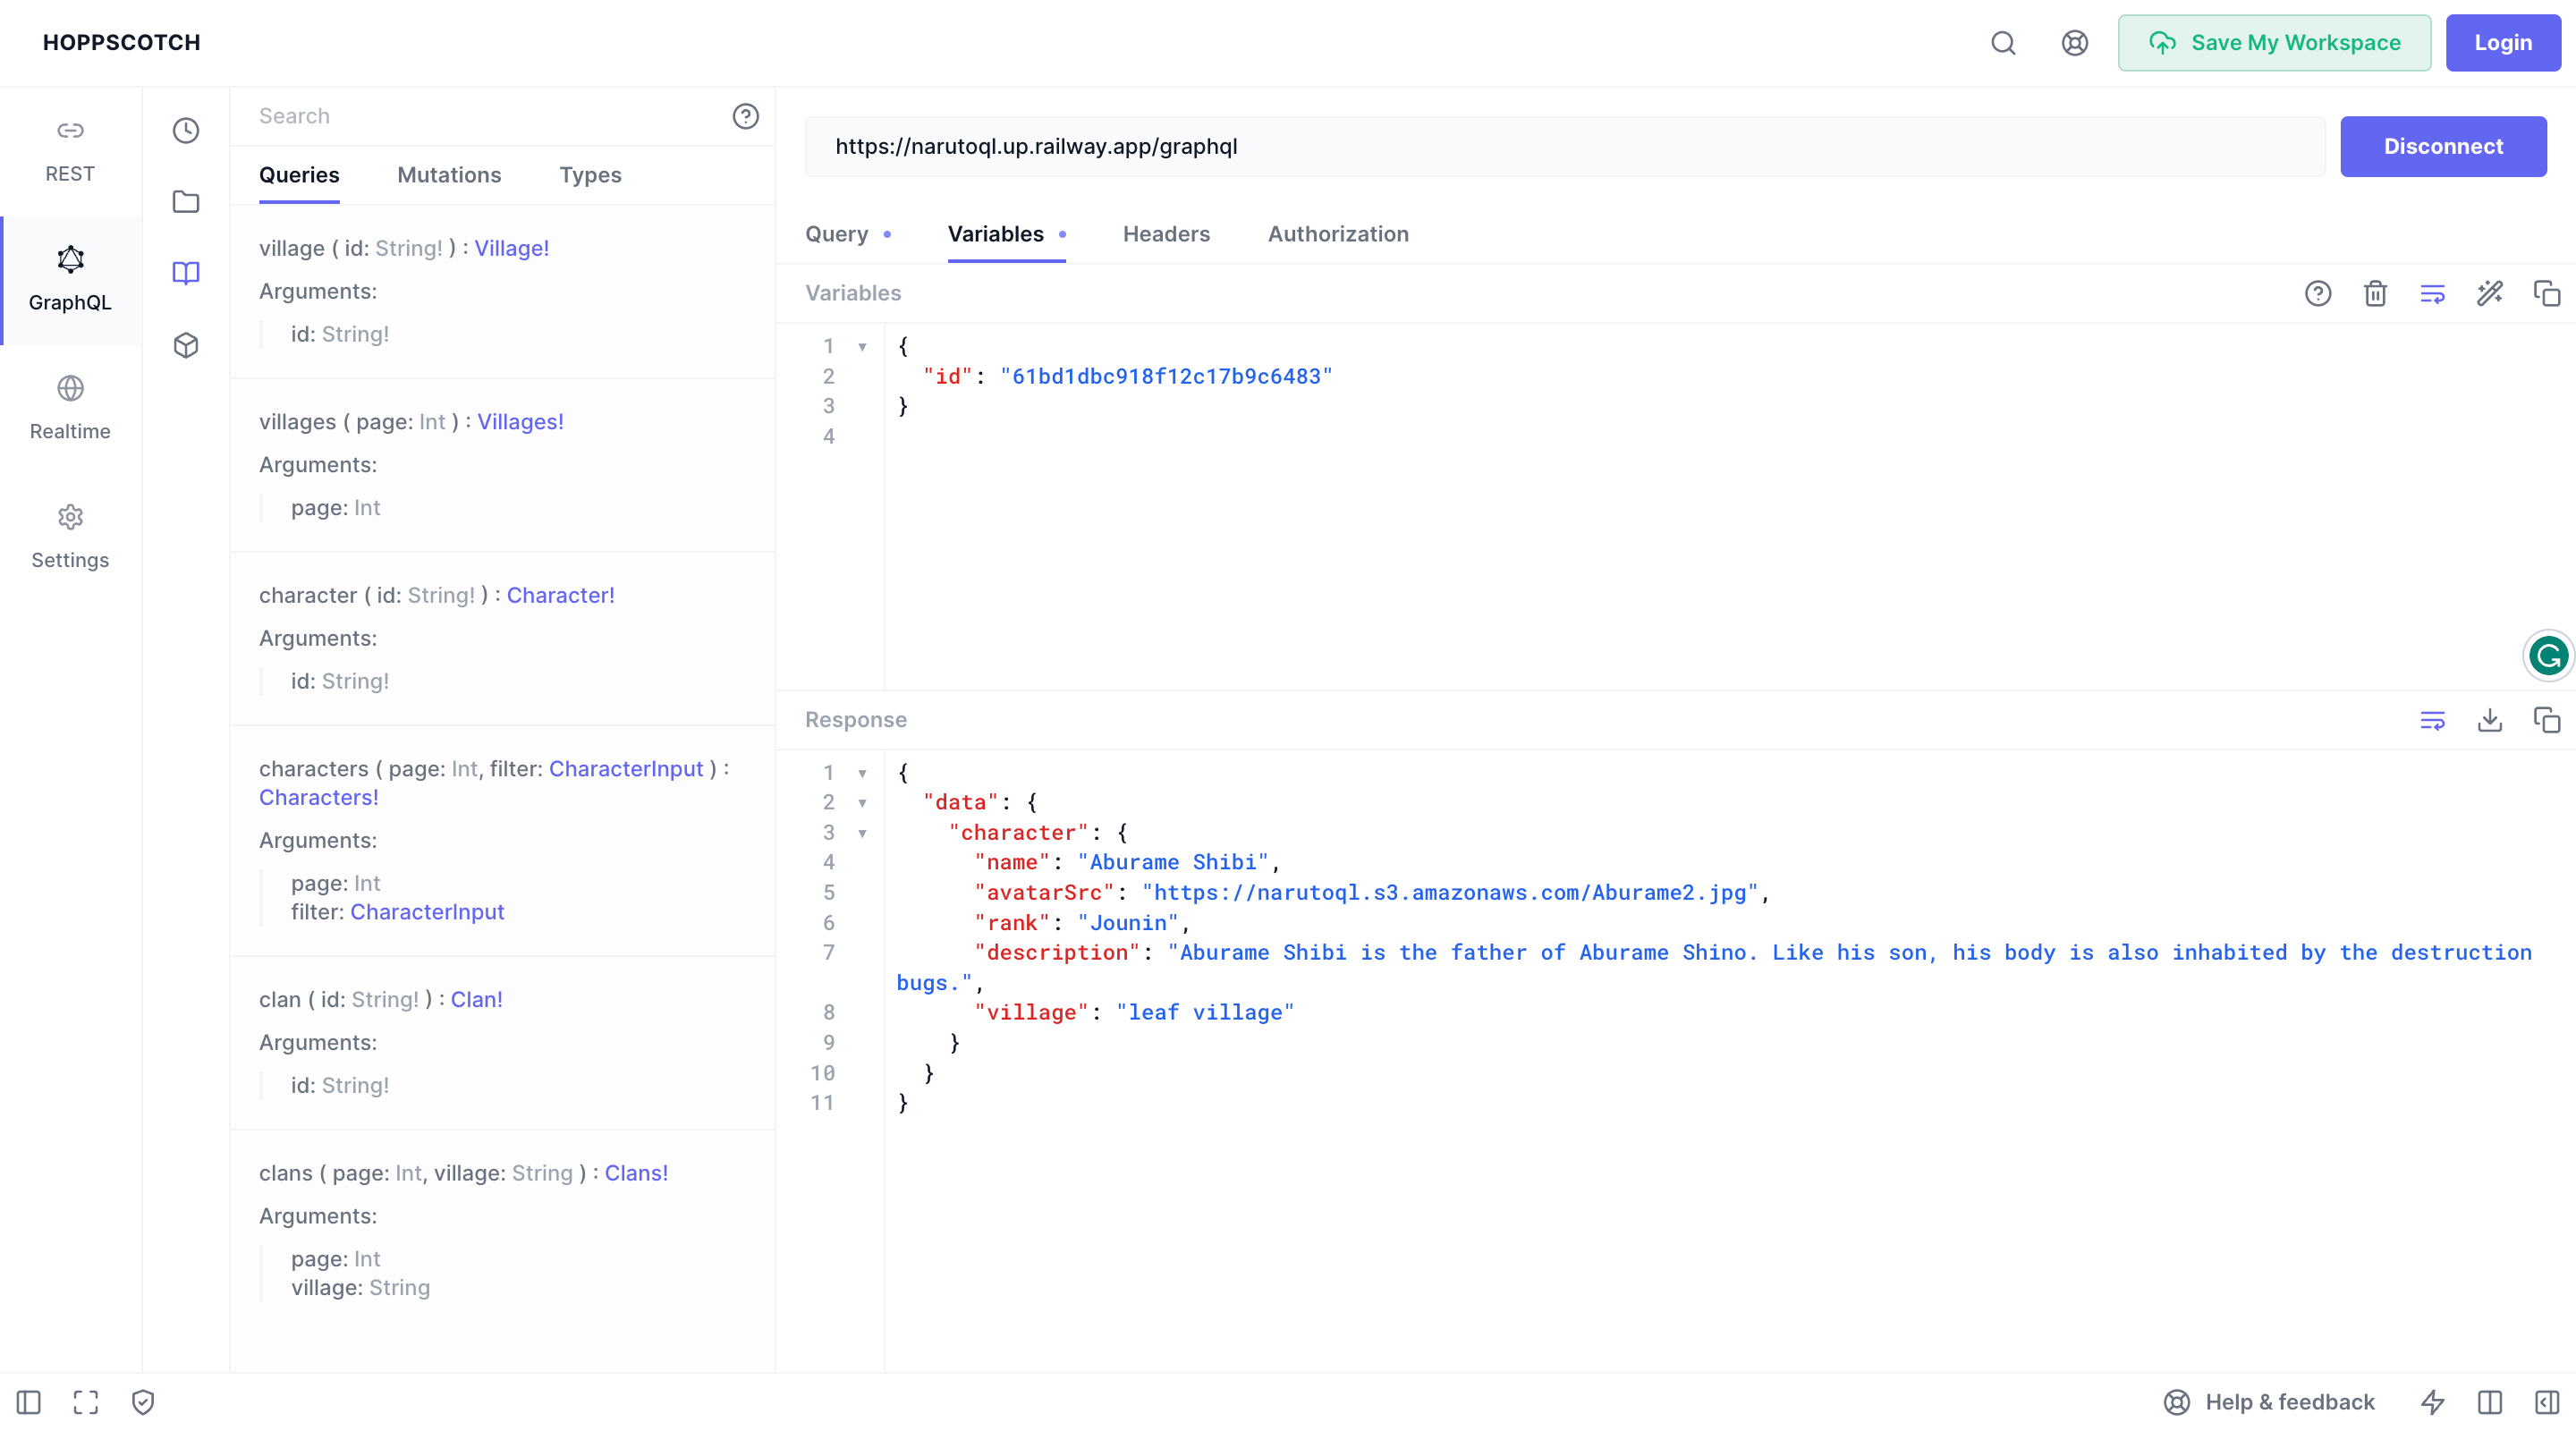 HOPPSCOTCH
Save My Workspace
Login
REST
GraphQL
Realtime
Settings
Search
Queries Mutations Types
village ( id: String! ) : Village!
Arguments:
id: String!
villages ( page: Int ) : Villages!
Arguments:
page: Int
character ( id: String! ) : Character!
Arguments:
id: String!
characters ( page: Int, filter: CharacterInput ) :
Characters!
Arguments:
page: Int
filter: CharacterInput
clan ( id: String! ) : Clan!
Arguments:
id: String!
clans ( page: Int, village: String ) : Clans!
Arguments:
page: Int
village: String
https://narutoql.up.railway.app/graphql
Disconnect
Query Variables Headers Authorization
Variables
1 {
2 "id": "61bd1dbc918f12c17b9c6483"
3 }
4
Response
1 {
2 "data": {
3 "character": {
4 "name": "Aburame Shibi",
5 "avatarSrc": "https://narutoql.s3.amazonaws.com/Aburame2.jpg",
6 "rank": "Jounin",
7 "description": "Aburame Shibi is the father of Aburame Shino. Like his son, his body is also inhabited by the destruction
bugs.",
8 "village": "leaf village"
9 }
10 }
11 }
Help & feedback